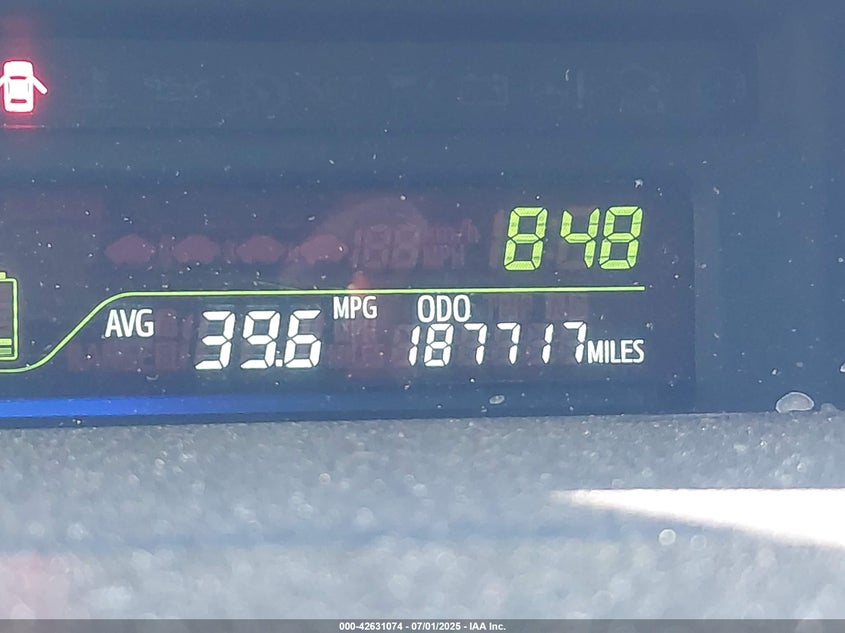 848
AVG 39.6 MPG ODO 187717 MILES
000-42631074 - 07/01/2025 - IAA Inc.